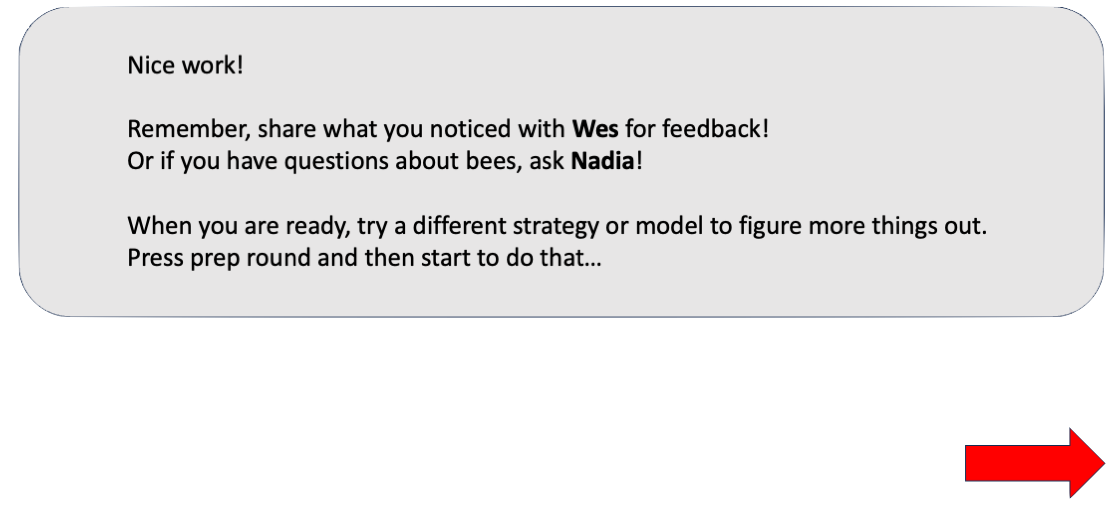 Nice work!
Remember, share what you noticed with Wes for feedback!
Or if you have questions about bees, ask Nadia!
When you are ready, try a different strategy or model to figure more things out.
Press prep round and then start to do that...